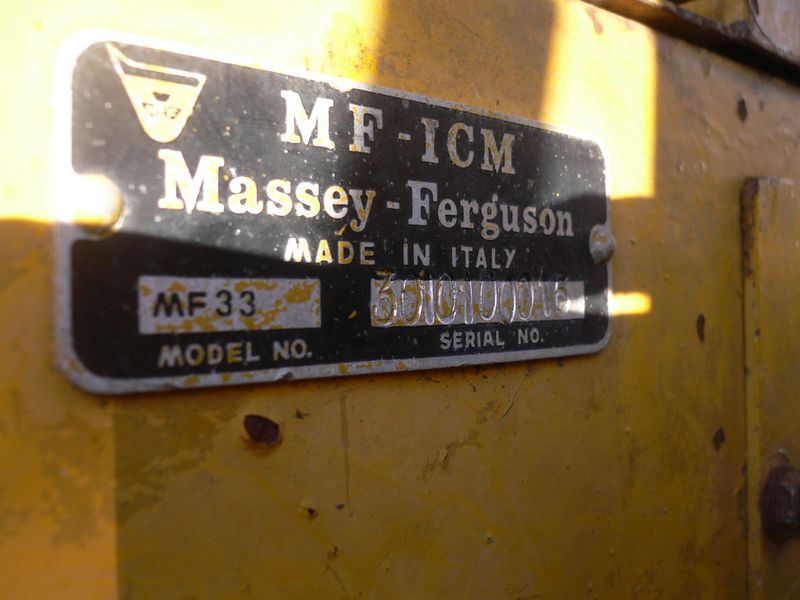 MF-ICM
Massey-Ferguson
MADE IN ITALY
MF33
MODEL NO.
SERIAL NO.